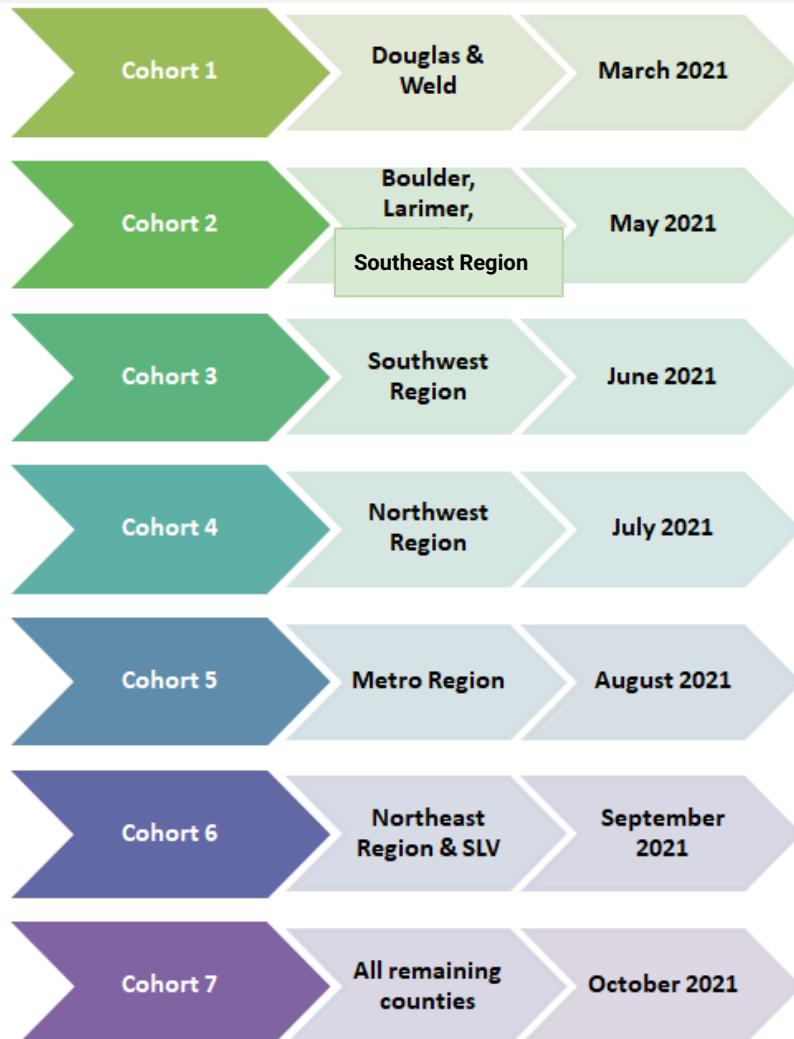 Cohort 1
Douglas &
Weld
March 2021
Cohort 2
Boulder,
Larimer,
Southeast Region
May 2021
Cohort 3
Southwest
Region
June 2021
Cohort 4
Northwest
Region
July 2021
Cohort 5
Metro Region
August 2021
Cohort 6
Northeast
Region & SLV
September
2021
Cohort 7
All remaining
counties
October 2021